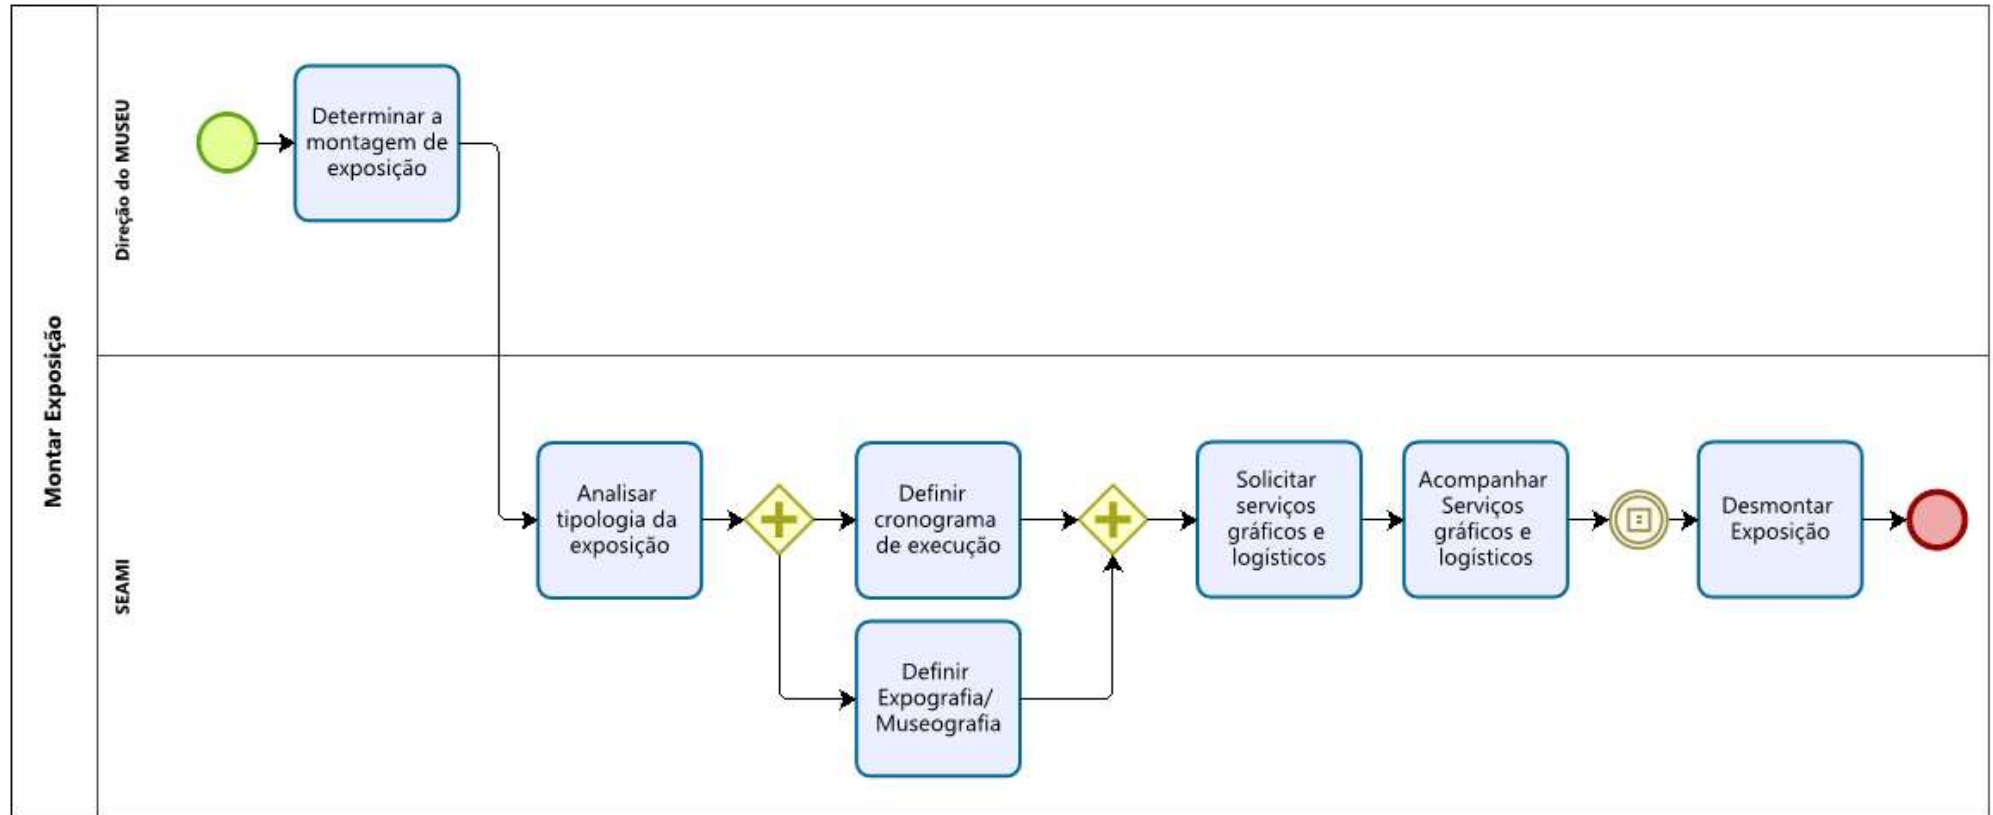 Montar Exposição
Direção do MUSEU
Determinar a
montagem de
exposição
SEAMI
Analisar
tipologia da
exposição
Definir
cronograma
de execução
Definir
Expografia/
Museografia
Solicitar
serviços
gráficos e
logísticos
Acompanhar
Serviços
gráficos e
logísticos
Desmontar
Exposição